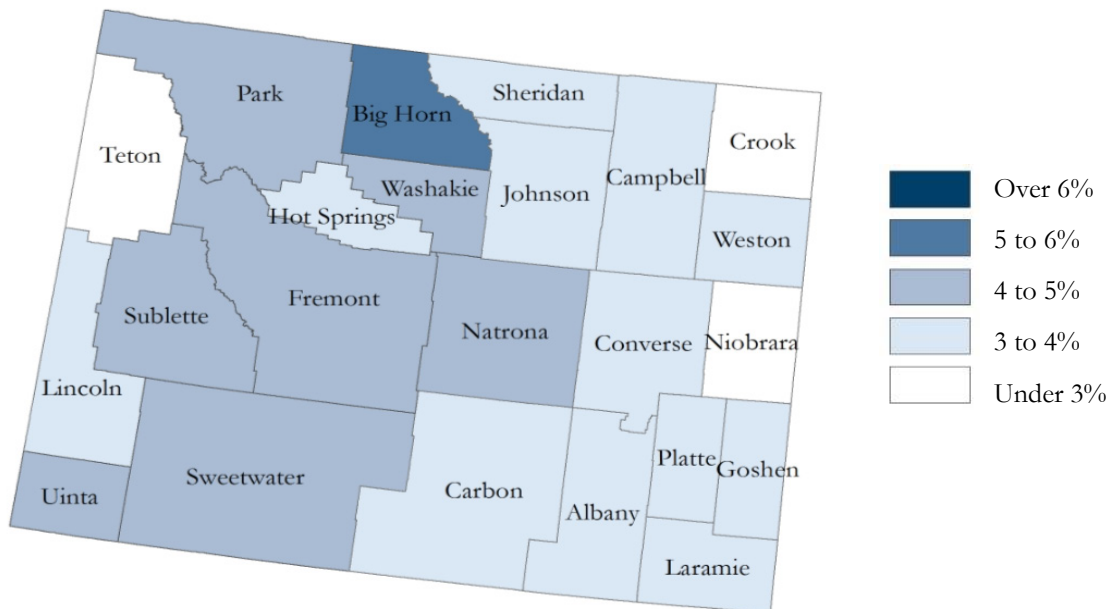 Park
Big Horn
Sheridan
Crook
Teton
Washakie
Johnson
Campbell
Hot Springs
Weston
Fremont
Sublette
Natrona
Converse
Niobrara
Lincoln
Platte
Goshen
Sweetwater
Uinta
Carbon
Albany
Laramie
Over 6%
5 to 6%
4 to 5%
3 to 4%
Under 3%